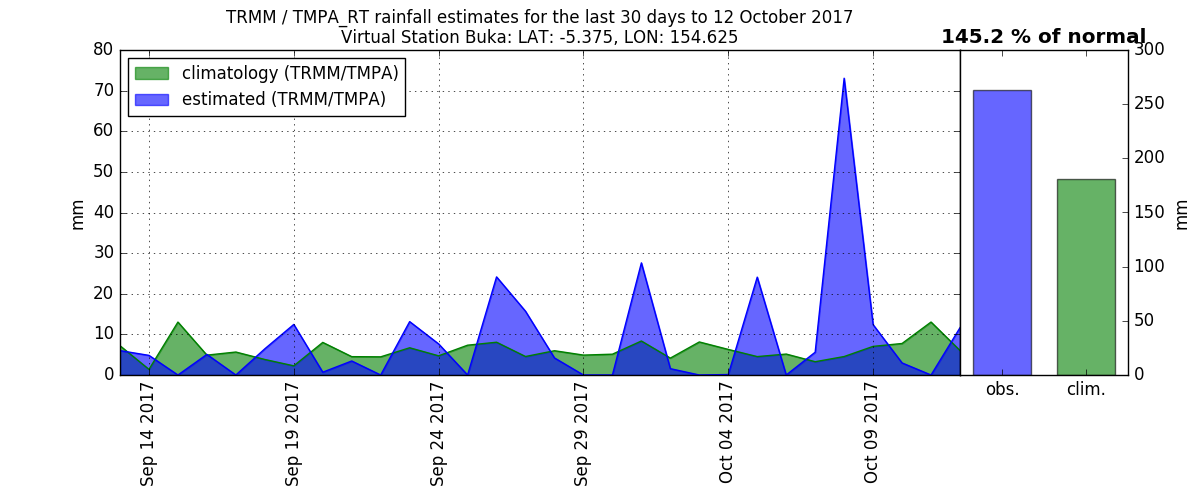 TRMM / TMPA_RT rainfall estimates for the last 30 days to 12 October 2017
Virtual Station Buka: LAT: -5.375, LON: 154.625
145.2 % of normal
climatology (TRMM/TMPA)
estimated (TRMM/TMPA)
80
70
60
50
40
30
20
10
0
mm
Sep 14 2017
Sep 19 2017
Sep 24 2017
Sep 29 2017
Oct 04 2017
Oct 09 2017
obs.
clim.
300
250
200
150
100
50
0
mm